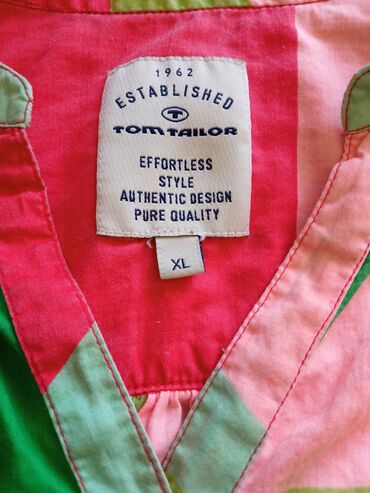 1962
ESTABLISHED
T
TOM TAILOR
EFFORTLESS
STYLE
AUTHENTIC DESIGN
PURE QUALITY
XL